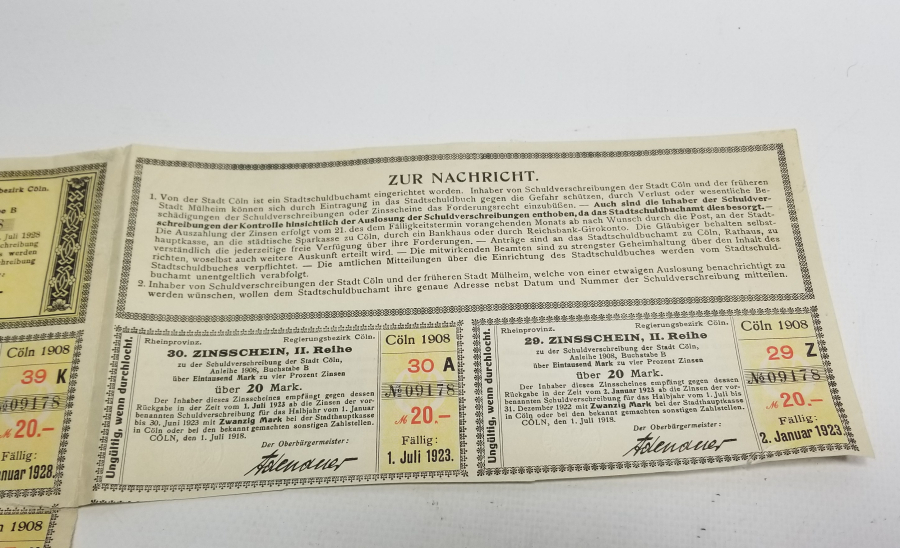 ZUR NACHRICHT.
1. Von der Stadt Cöln ist ein Stadtschuldbuchamt eingerichtet worden. Inhaber von Schuldverschreibungen der Stadt Cöln und der früheren
Stadt Mülheim können sich durch Eintragung in das Stadtschuldbuch gegen die Gefahr schützen, durch Verlust oder wesentliche Be-
schädigungen der Schuldverschreibungen oder Zinsscheine das Forderungsrecht einzubüßen. — Auch sind die Inhaber der Schuldver-
schreibungen der Kontrolle hinsichtlich der Auslosung der Schuldverschreibungen enthoben, da das Stadtschuldbuchamt dies besorgt. —
Die Auszahlung der Zinsen erfolgt vom 21. des dem Fälligkeitstermin vorangehenden Monats ab nach Wunsch durch die Post, an der Stadt-
hauptkasse, an die städtische Sparkasse zu Cöln, durch ein Bankhaus oder durch Reichsbank-Girokonto. Die Gläubiger behalten selbst-
verständlich die jederzeitige freie Verfügung über ihre Forderungen. — Anträge sind an das Stadtschuldbuchamt zu Cöln, Rathaus, zu
richten, woselbst auch weitere Auskunft erteilt wird. — Die mitwirkenden Beamten sind zu strengster Geheimhaltung über den Inhalt des
Stadtschuldbuches verpflichtet. — Die amtlichen Mitteilungen über die Einrichtung des Stadtschuldbuches werden vom Stadtschuld-
buchamt unentgeltlich verabfolgt.
2. Inhaber von Schuldverschreibungen der Stadt Cöln und der früheren Stadt Mülheim, welche von einer etwaigen Auslosung benachrichtigt zu
werden wünschen, wollen dem Stadtschuldbuchamt ihre genaue Adresse nebst Datum und Nummer der Schuldverschreibung mitteilen.
bezirk Cöln.
e B
8
Juli 1928
schreibung
s werden
hreibung
Cöln 1908
39 K
09178
M 20.–
Fällig:
nuar 1928.
n 1908
Ungültig, wenn durchlocht.
Rheinprovinz. Regierungsbezirk Cöln.
30. ZINSSCHEIN, II. Reihe
zu der Schuldverschreibung der Stadt Cöln,
Anleihe 1908, Buchstabe B
über Eintausend Mark zu vier Prozent Zinsen
über 20 Mark.
Der Inhaber dieses Zinsscheines empfängt gegen dessen
Rückgabe in der Zeit vom 1. Juli 1923 ab die Zinsen der vor-
benannten Schuldverschreibung für das Halbjahr vom 1. Januar
bis 30. Juni 1923 mit Zwanzig Mark bei der Stadthauptkasse
in Cöln oder bei den bekannt gemachten sonstigen Zahlstellen.
CÖLN, den 1. Juli 1918.
Der Oberbürgermeister:
Adenauer
Cöln 1908
30 A
№ 09178
M 20.–
Fällig:
1. Juli 1923.
Ungültig, wenn durchlocht.
Rheinprovinz. Regierungsbezirk Cöln.
29. ZINSSCHEIN, II. Reihe
zu der Schuldverschreibung der Stadt Cöln,
Anleihe 1908, Buchstabe B
über Eintausend Mark zu vier Prozent Zinsen
über 20 Mark.
Der Inhaber dieses Zinsscheines empfängt gegen dessen
Rückgabe in der Zeit vom 2. Januar 1923 ab die Zinsen der vor-
benannten Schuldverschreibung für das Halbjahr vom 1. Juli bis
31. Dezember 1922 mit Zwanzig Mark bei der Stadthauptkasse
in Cöln oder bei den bekannt gemachten sonstigen Zahlstellen.
CÖLN, den 1. Juli 1918.
Der Oberbürgermeister:
Adenauer
Cöln 1908
29 Z
№ 09178
M 20.–
Fällig:
2. Januar 1923